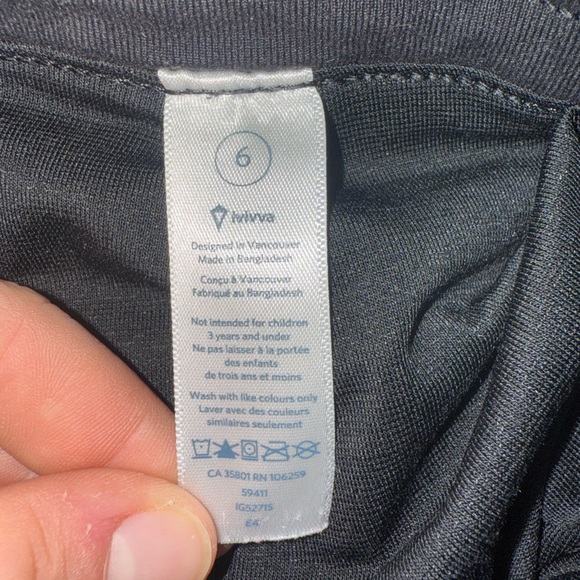 6
ivivva
Designed in Vancouver
Made in Bangladesh
Conçu à Vancouver
Fabriqué au Bangladesh
Not intended for children
3 years and under
Ne pas laisser à la portée
des enfants
de trois ans et moins
Wash with like colours only
Laver avec des couleurs
similaires seulement
CA 35801 RN 106259
59411
IG5271S
E4